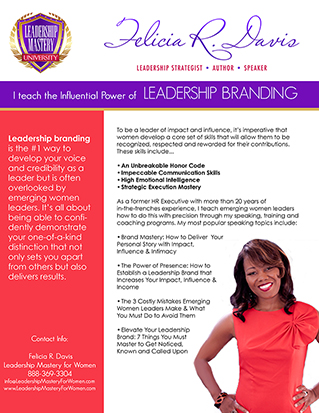 LEADERSHIP
MASTERY
UNIVERSITY
Felicia R. Davis
LEADERSHIP STRATEGIST • AUTHOR • SPEAKER
I teach the Influential Power of LEADERSHIP BRANDING
Leadership branding
is the #1 way to
develop your voice
and credibility as a
leader but is often
overlooked by
emerging women
leaders. It's all about
being able to confi-
dently demonstrate
your one-of-a-kind
distinction that not
only sets you apart
from others but also
delivers results.
Contact info:
Felicia R. Davis
Leadership Mastery for Women
888-369-3304
info@LeadershipMasteryForWomen.com
www.LeadershipMasteryForWomen.com
To be a leader of impact and influence, it's imperative that
women develop a core set of skills that will allow them to be
recognized, respected and rewarded for their contributions.
These skills include...
• An Unbreakable Honor Code
• Impeccable Communication Skills
• High Emotional Intelligence
• Strategic Execution Mastery
As a former HR Executive with more than 20 years of
in-the-trenches experience, I teach emerging women leaders
how to do this with precision through my speaking, training and
coaching programs. My most popular speaking topics include:
•Brand Mastery: How to Deliver Your
Personal Story with Impact,
Influence & Intimacy
•The Power of Presence: How to
Establish a Leadership Brand that
Increases Your Impact, Influence &
Income
•The 3 Costly Mistakes Emerging
Women Leaders Make & What
You Must Do to Avoid Them
•Elevate Your Leadership
Brand: 7 Things You Must
Master to Get Noticed,
Known and Called Upon